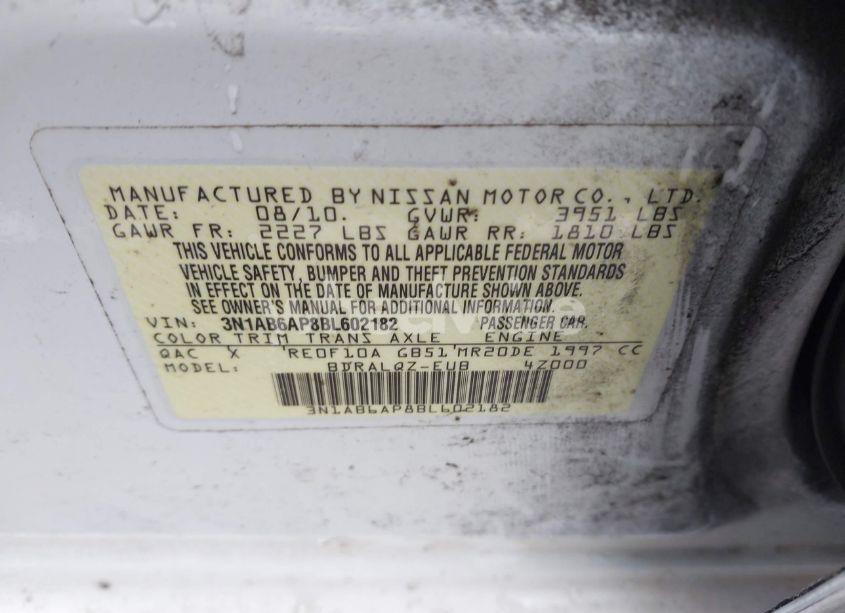 MANUFACTURED BY NISSAN MOTOR CO., LTD.
DATE: 08/10. GVWR: 3951 LBS
GAWR FR: 2227 LBS GAWR RR: 1810 LBS
THIS VEHICLE CONFORMS TO ALL APPLICABLE FEDERAL MOTOR
VEHICLE SAFETY, BUMPER AND THEFT PREVENTION STANDARDS
IN EFFECT ON THE DATE OF MANUFACTURE SHOWN ABOVE.
SEE OWNER'S MANUAL FOR ADDITIONAL INFORMATION.
VIN: 3N1AB6AP8BL602182 PASSENGER CAR.
COLOR TRIM TRANS AXLE ENGINE
QAC X RE0F10A GB51 MR20DE 1997 CC
MODEL: BDRALQZ-EUB 4Z000
3N1AB6AP8BL602182